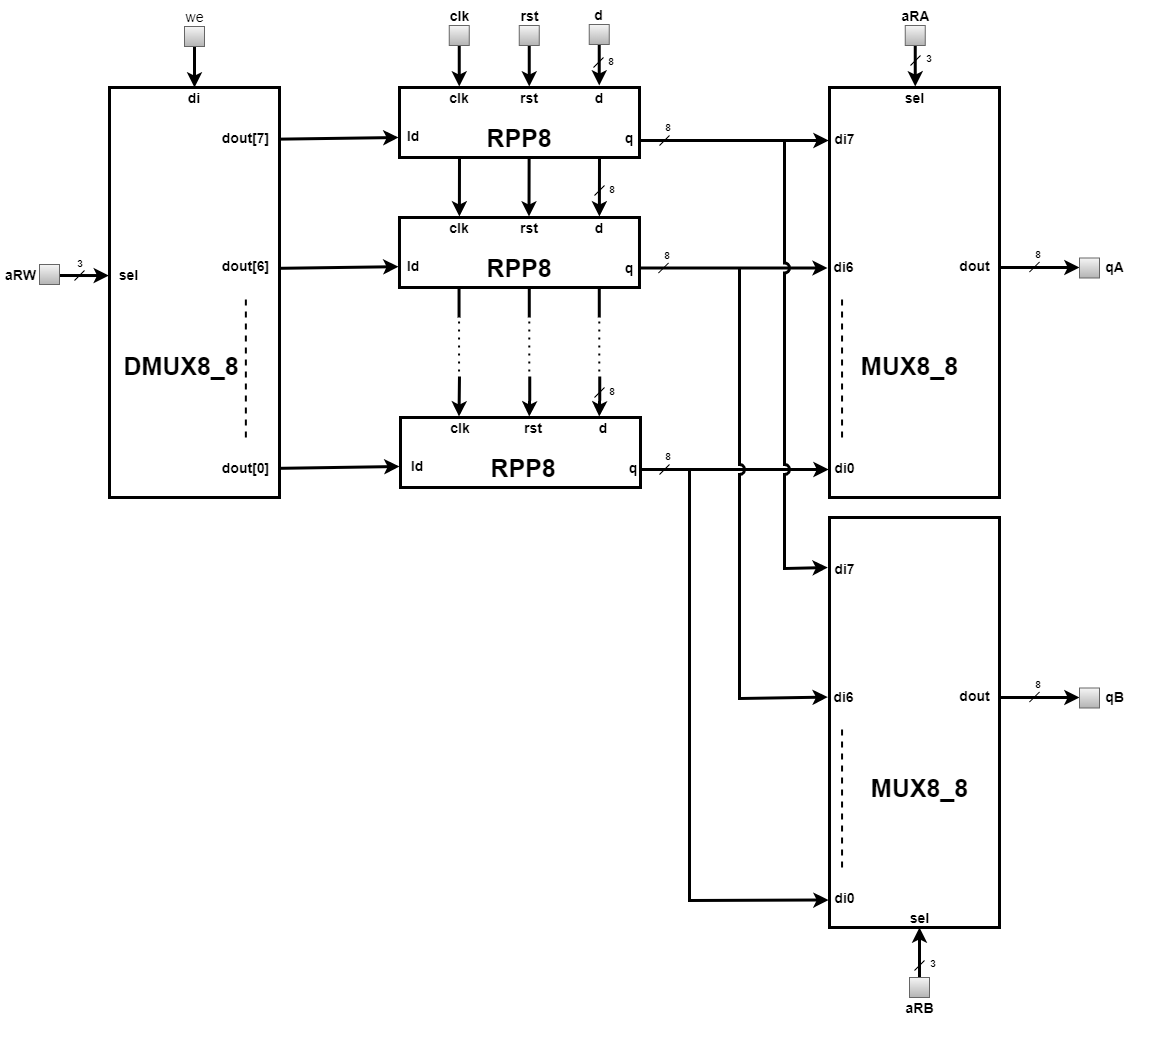 we
clk
rst
d
aRA
8
3
di
clk
rst
d
sel
dout[7]
ld
RPP8
q
8
di7
8
clk
rst
d
aRW
3
sel
dout[6]
ld
RPP8
q
8
di6
dout
8
qA
DMUX8_8
MUX8_8
8
clk
rst
d
dout[0]
ld
RPP8
q
8
di0
di7
di6
dout
8
qB
MUX8_8
di0
sel
3
aRB